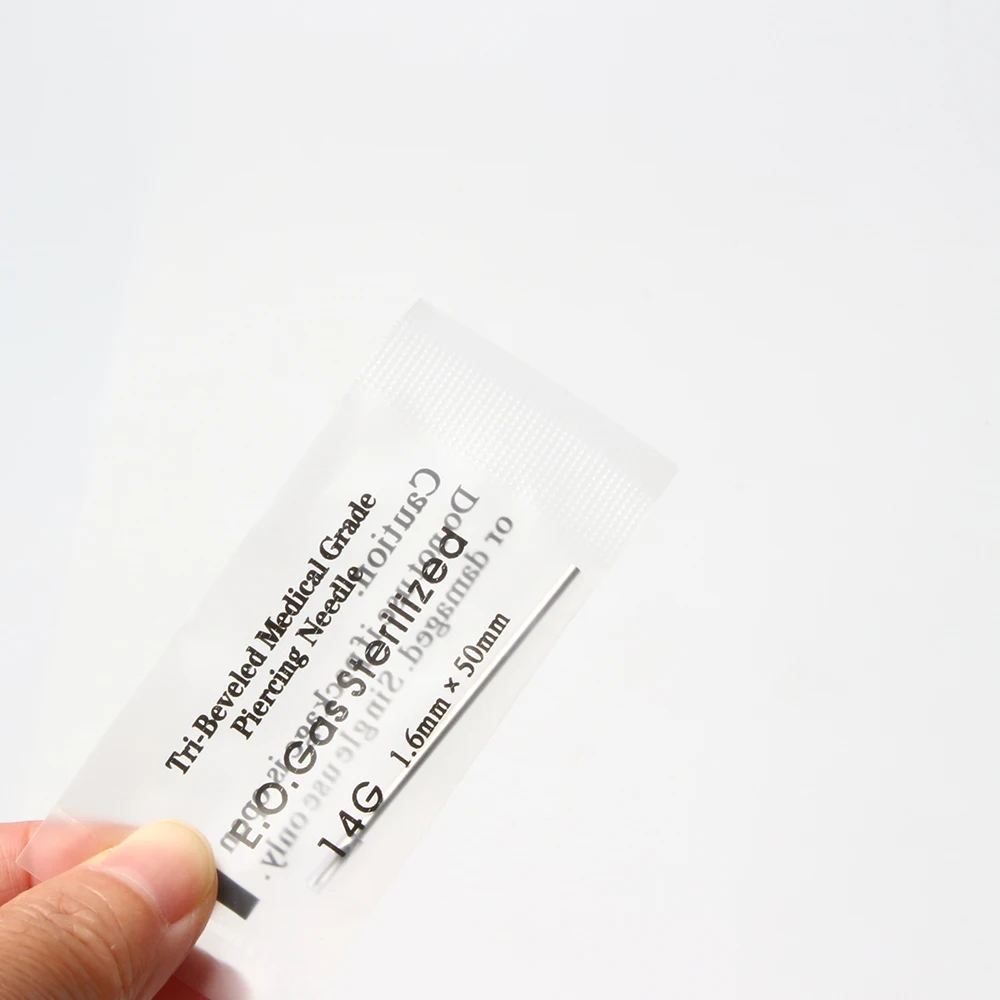 Tri-Beveled Medical Grade
Piercing Needle
E.O.Gas Sterilized
14G 1.6mm × 50mm
Caution:
Do not use if package is open
or damaged. Single use only.